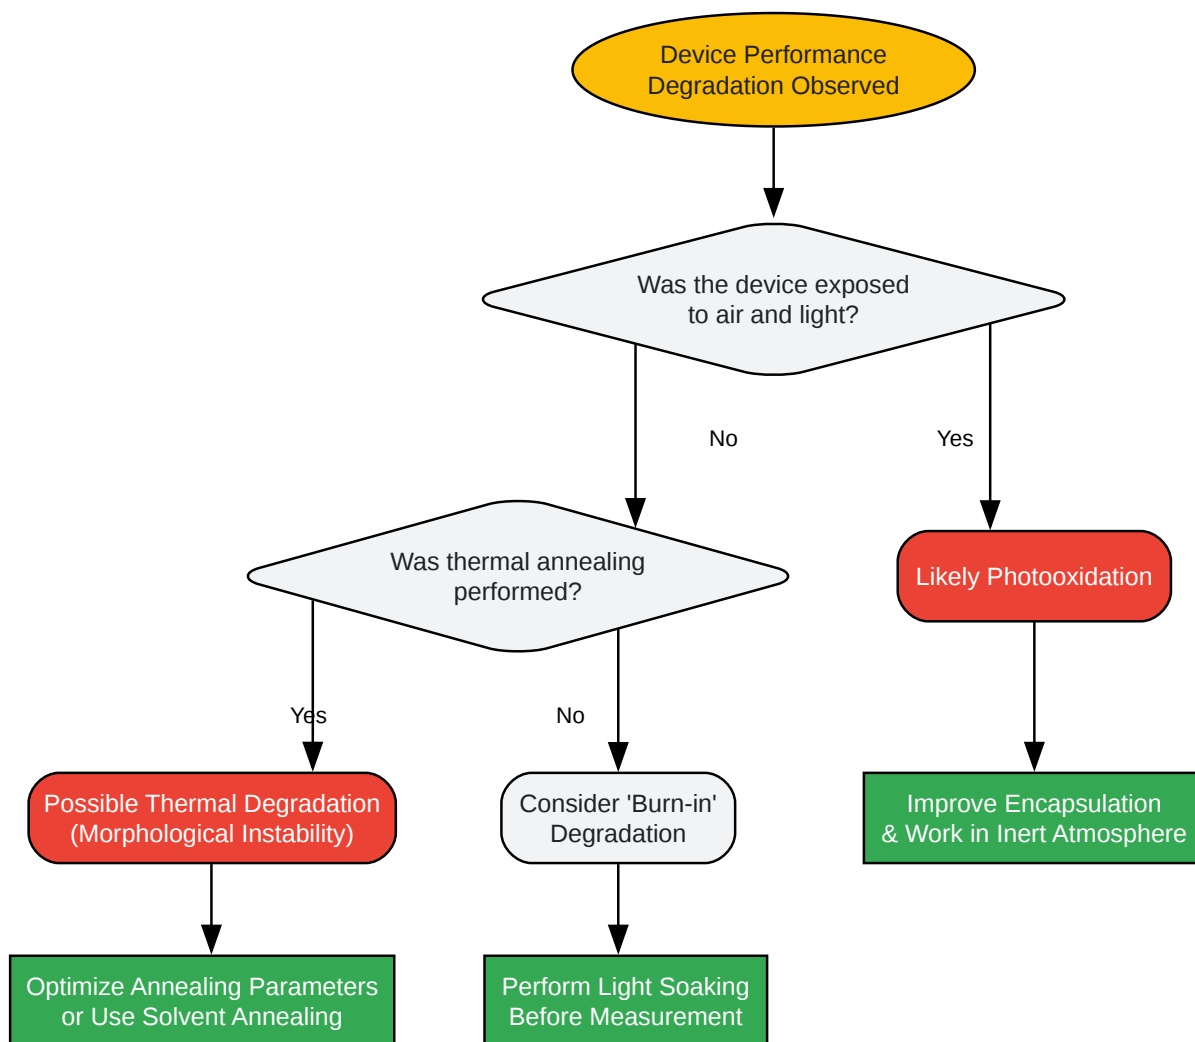 Device Performance
Degradation Observed
Was the device exposed
to air and light?
No
Yes
Was thermal annealing
performed?
Likely Photooxidation
Yes
No
Possible Thermal Degradation
(Morphological Instability)
Consider 'Burn-in'
Degradation
Improve Encapsulation
& Work in Inert Atmosphere
Optimize Annealing Parameters
or Use Solvent Annealing
Perform Light Soaking
Before Measurement